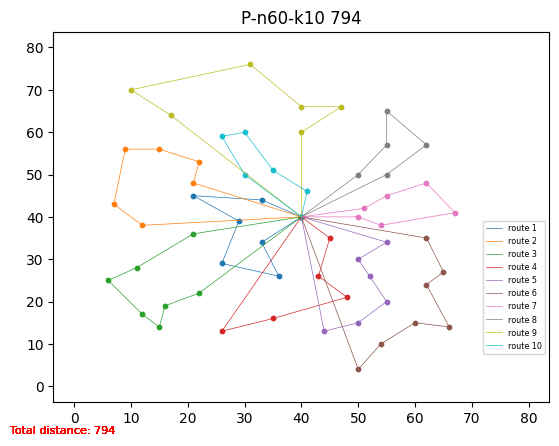 P-n60-k10 794
80
70
60
50
40
30
20
10
0
0 10 20 30 40 50 60 70 80
route 1
route 2
route 3
route 4
route 5
route 6
route 7
route 8
route 9
route 10
Total distance: 794